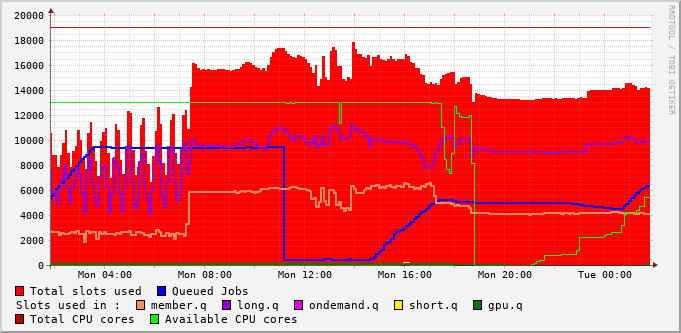 20000
18000
16000
14000
12000
10000
8000
6000
4000
2000
0
RRDTOOL / TOBI OETIKER
Mon 04:00 Mon 08:00 Mon 12:00 Mon 16:00 Mon 20:00 Tue 00:00
Total slots used Queued Jobs
Slots used in : member.q long.q ondemand.q short.q gpu.q
Total CPU cores Available CPU cores